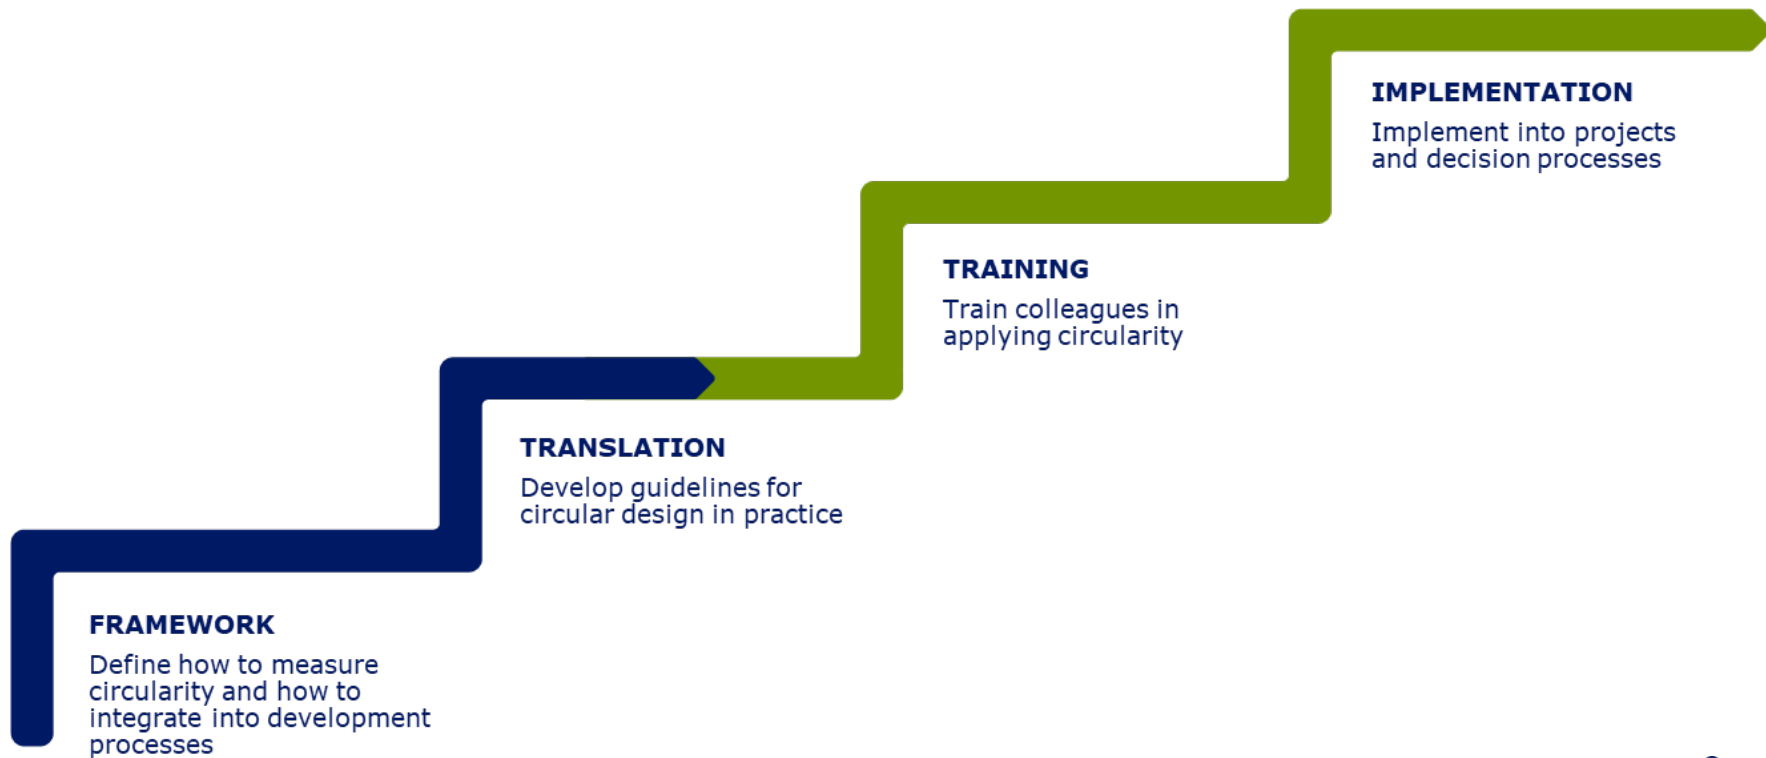 IMPLEMENTATION
Implement into projects
and decision processes
TRAINING
Train colleagues in
applying circularity
TRANSLATION
Develop guidelines for
circular design in practice
FRAMEWORK
Define how to measure
circularity and how to
integrate into development
processes